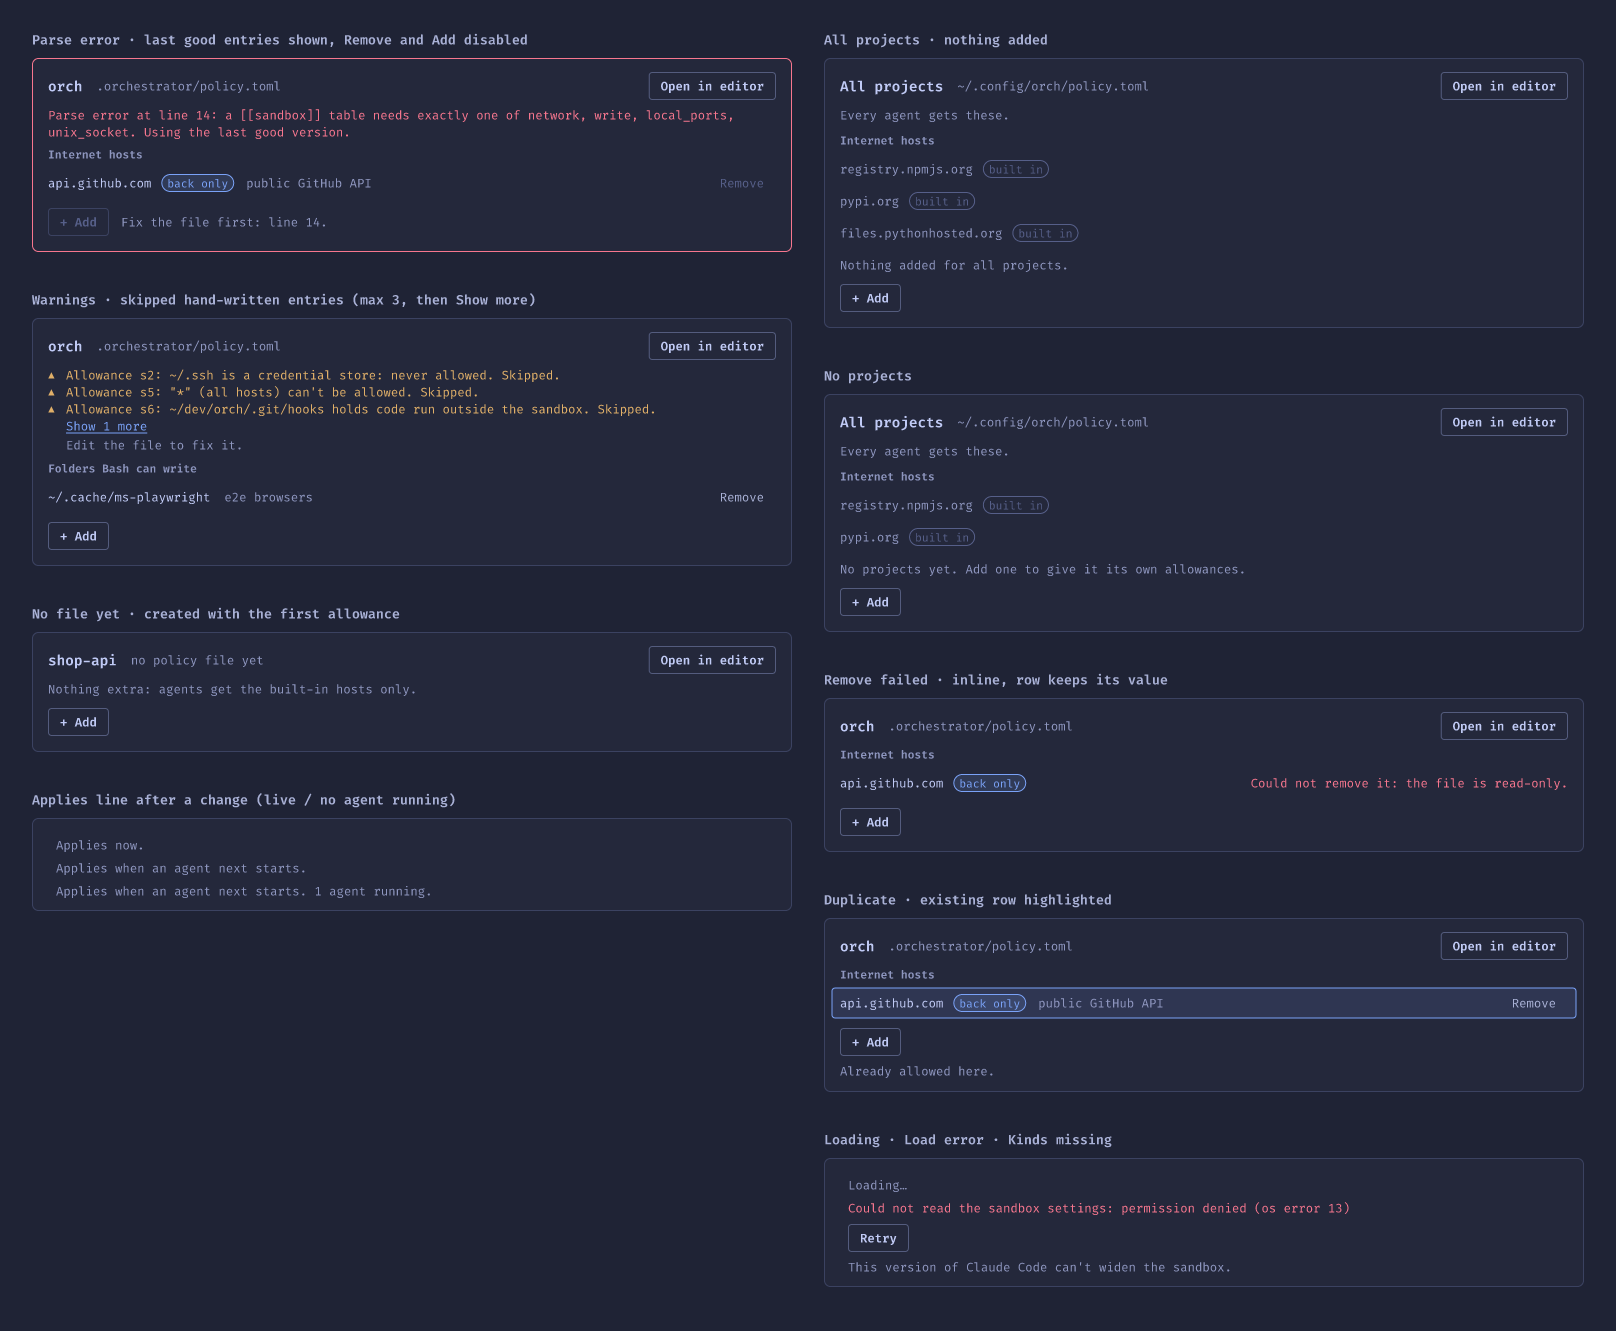 Parse error · last good entries shown, Remove and Add disabled
orch .orchestrator/policy.toml Open in editor
Parse error at line 14: a [[sandbox]] table needs exactly one of network, write, local_ports,
unix_socket. Using the last good version.
Internet hosts
api.github.com back only public GitHub API Remove
+ Add Fix the file first: line 14.
Warnings · skipped hand-written entries (max 3, then Show more)
orch .orchestrator/policy.toml Open in editor
▲ Allowance s2: ~/.ssh is a credential store: never allowed. Skipped.
▲ Allowance s5: "*" (all hosts) can't be allowed. Skipped.
▲ Allowance s6: ~/dev/orch/.git/hooks holds code run outside the sandbox. Skipped.
Show 1 more
Edit the file to fix it.
Folders Bash can write
~/.cache/ms-playwright e2e browsers Remove
+ Add
No file yet · created with the first allowance
shop-api no policy file yet Open in editor
Nothing extra: agents get the built-in hosts only.
+ Add
Applies line after a change (live / no agent running)
Applies now.
Applies when an agent next starts.
Applies when an agent next starts. 1 agent running.
All projects · nothing added
All projects ~/.config/orch/policy.toml Open in editor
Every agent gets these.
Internet hosts
registry.npmjs.org built in
pypi.org built in
files.pythonhosted.org built in
Nothing added for all projects.
+ Add
No projects
All projects ~/.config/orch/policy.toml Open in editor
Every agent gets these.
Internet hosts
registry.npmjs.org built in
pypi.org built in
No projects yet. Add one to give it its own allowances.
+ Add
Remove failed · inline, row keeps its value
orch .orchestrator/policy.toml Open in editor
Internet hosts
api.github.com back only Could not remove it: the file is read-only.
+ Add
Duplicate · existing row highlighted
orch .orchestrator/policy.toml Open in editor
Internet hosts
api.github.com back only public GitHub API Remove
+ Add
Already allowed here.
Loading · Load error · Kinds missing
Loading…
Could not read the sandbox settings: permission denied (os error 13)
Retry
This version of Claude Code can't widen the sandbox.